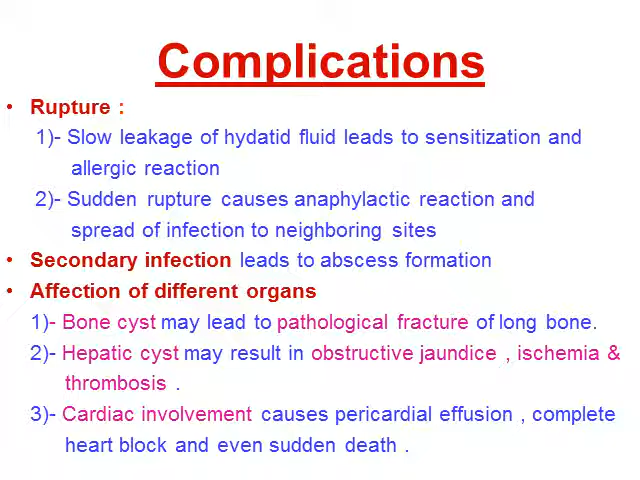 Complications
• Rupture :
1)- Slow leakage of hydatid fluid leads to sensitization and
allergic reaction
2)- Sudden rupture causes anaphylactic reaction and
spread of infection to neighboring sites
• Secondary infection leads to abscess formation
• Affection of different organs
1)- Bone cyst may lead to pathological fracture of long bone.
2)- Hepatic cyst may result in obstructive jaundice , ischemia &
thrombosis .
3)- Cardiac involvement causes pericardial effusion , complete
heart block and even sudden death .